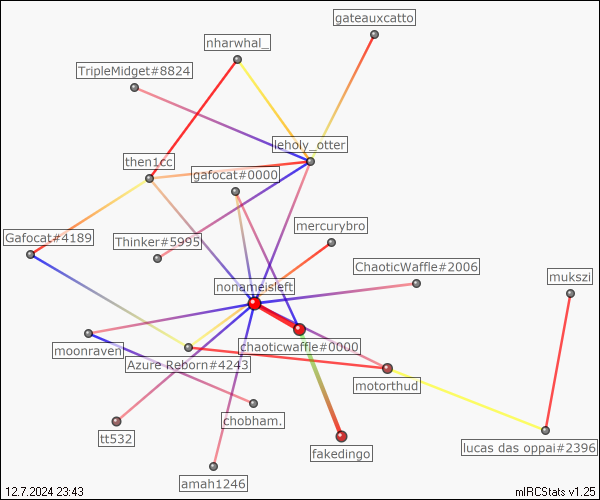 gateauxcatto
nharwhal_
TripleMidget#8824
leholy_otter
then1cc
gafocat#0000
mercurybro
Gafocat#4189
Thinker#5995
ChaoticWaffle#2006
mukszi
nonameisleft
chaoticwaffle#0000
moonraven
Azure Reborn#4243
motorthud
chobham.
tt532
fakedingo
lucas das oppai#2396
amah1246
12.7.2024 23:43
mIRCStats v1.25